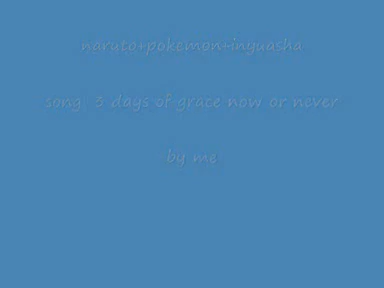 naruto+pokemon+inyuasha
song 3 days of grace now or never
by me